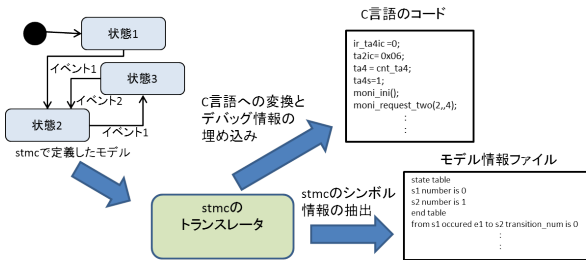 C言語のコード
状態1
イベント1
状態3
イベント2
状態2
イベント1
stmcで定義したモデル
C言語への変換と
デバッグ情報の
埋め込み
ir_ta4ic =0;
ta2ic= 0x06;
ta4 = cnt_ta4;
ta4s=1;
moni_ini();
moni_request_two(2,,4);
:
:
モデル情報ファイル
stmcの
トランスレータ
stmcのシンボル
情報の抽出
state table
s1 number is 0
s2 number is 1
end table
from s1 occured e1 to s2 transition_num is 0
:
: